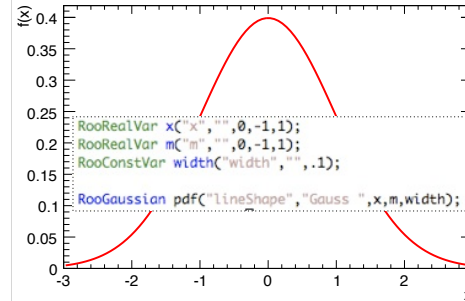 f(x)
0.4
0.35
0.3
0.25
0.2
0.15
0.1
0.05
0
RooRealVar x("x","",0,-1,1);
RooRealVar m("m","",0,-1,1);
RooConstVar width("width","",.1);
RooGaussian pdf("lineShape","Gauss ",x,m,width);
-3 -2 -1 0 1 2